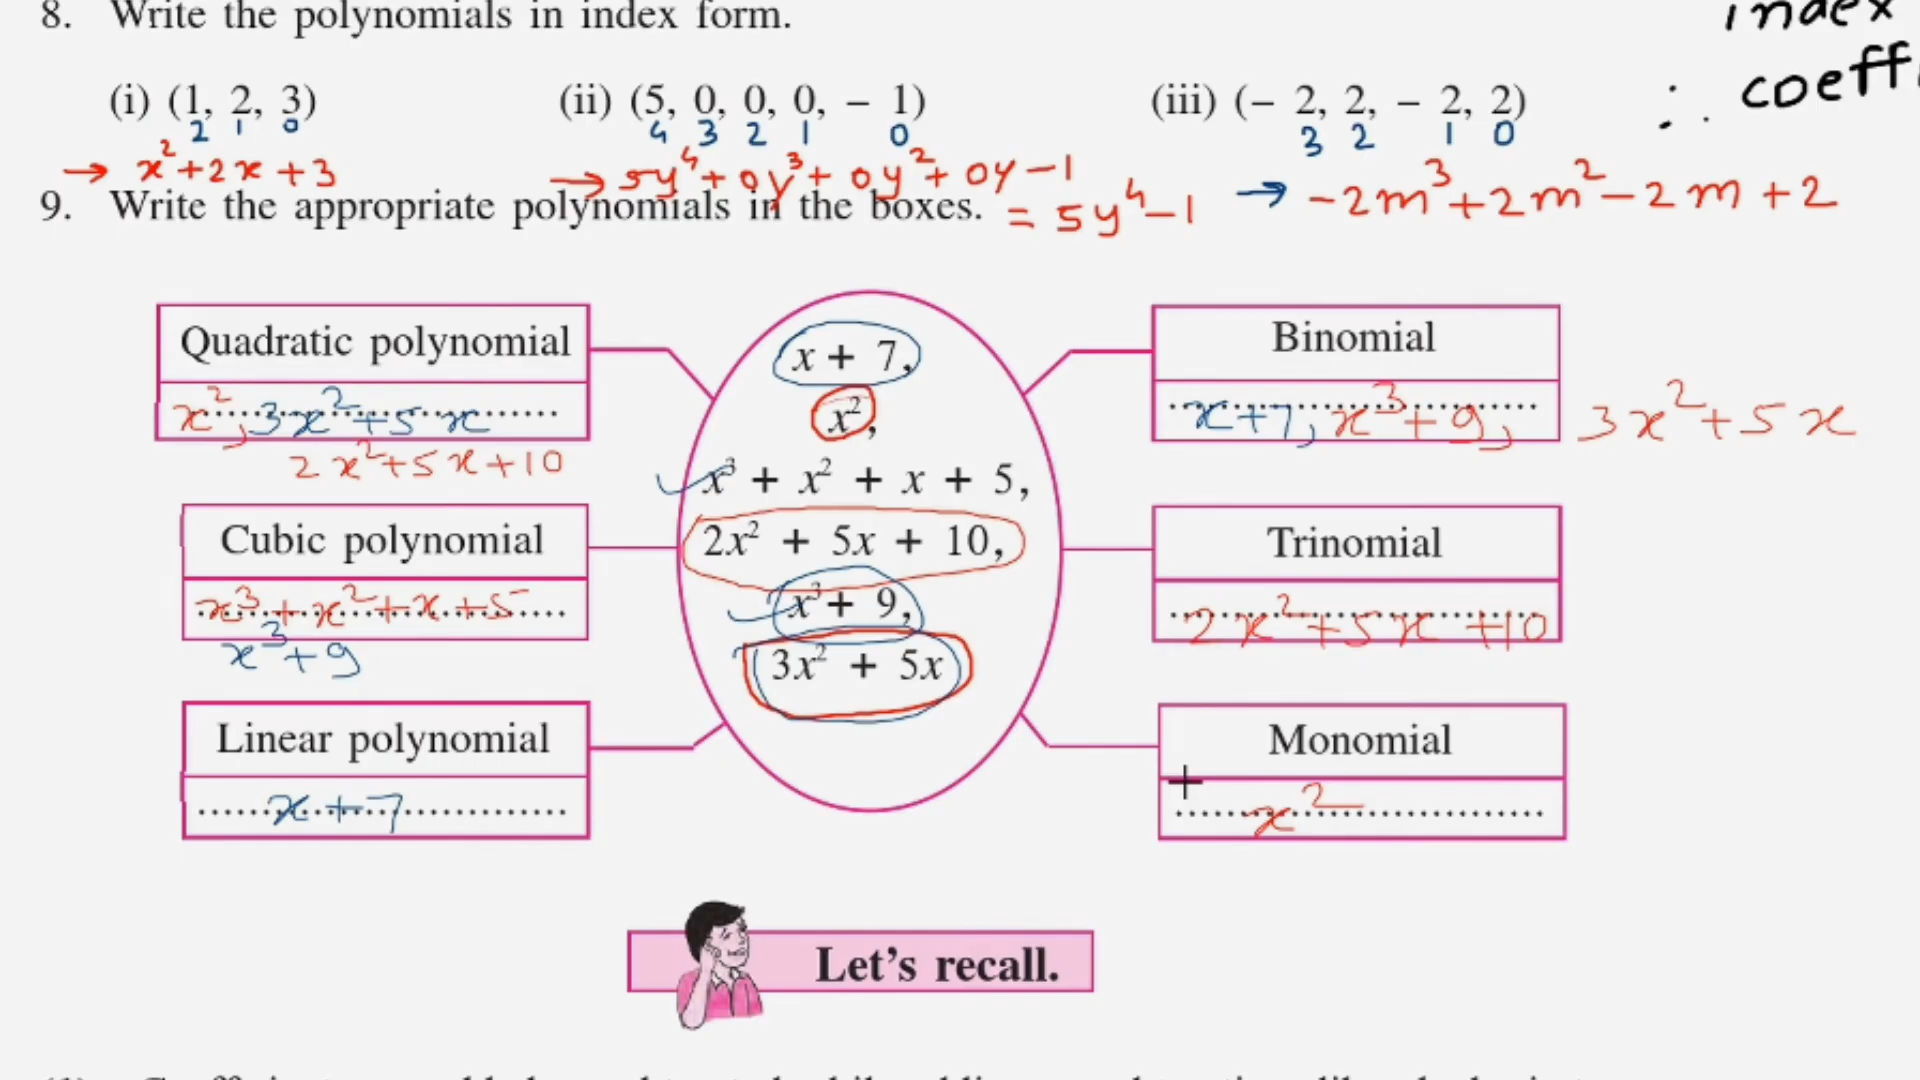 8. Write the polynomials in index form.
index
coeff
(i) (1, 2, 3) (ii) (5, 0, 0, 0, − 1) (iii) (− 2, 2, − 2, 2) ∴
2 1 0 4 3 2 1 0 3 2 1 0
→ x² + 2x + 3 → 5y⁴ + 0y³ + 0y² + 0y − 1 → -2m³ + 2m² − 2m + 2
9. Write the appropriate polynomials in the boxes. = 5y⁴ − 1
Quadratic polynomial
x², 3x² + 5x
2x² + 5x + 10
Cubic polynomial
x³ + x² + x + 5
x³ + 9
Linear polynomial
x + 7
x + 7,
x²,
x³ + x² + x + 5,
2x² + 5x + 10,
x³ + 9,
3x² + 5x
Binomial
x + 7, x³ + 9, 3x² + 5x
Trinomial
2x² + 5x + 10
Monomial
x²
Let's recall.